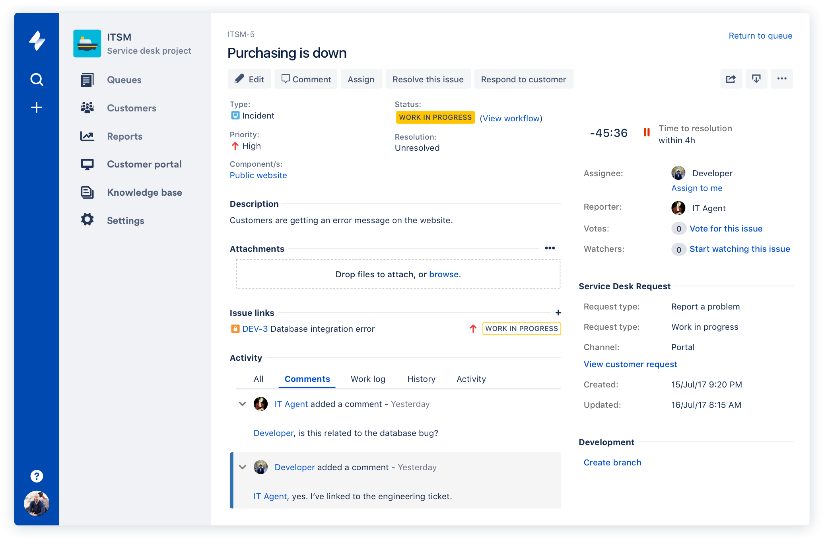 ITSM
Service desk project
Queues
Customers
Reports
Customer portal
Knowledge base
Settings
?
ITSM-5
Return to queue
Purchasing is down
Edit
Comment
Assign
Resolve this issue
Respond to customer
•••
Type:
Incident
Priority:
High
Component/s:
Public website
Status:
WORK IN PROGRESS (View workflow)
Resolution:
Unresolved
Description
Customers are getting an error message on the website.
Attachments
•••
Drop files to attach, or browse.
Issue links
+
DEV-3 Database integration error
WORK IN PROGRESS
Activity
All
Comments
Work log
History
Activity
IT Agent added a comment - Yesterday
Developer, is this related to the database bug?
Developer added a comment - Yesterday
IT Agent, yes. I've linked to the engineering ticket.
-45:36
Time to resolution
within 4h
Assignee:
Developer
Assign to me
Reporter:
IT Agent
Votes:
0 Vote for this issue
Watchers:
0 Start watching this issue
Service Desk Request
Request type:
Report a problem
Request type:
Work in progress
Channel:
Portal
View customer request
Created:
15/Jul/17 9:20 PM
Updated:
16/Jul/17 8:15 AM
Development
Create branch